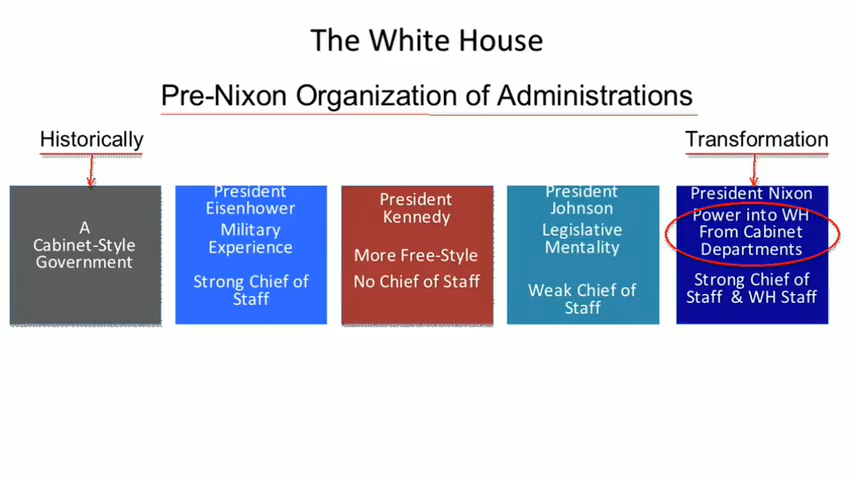 The White House
Pre-Nixon Organization of Administrations
Historically
Transformation
A
Cabinet-Style
Government
President
Eisenhower
Military
Experience
Strong Chief of
Staff
President
Kennedy
More Free-Style
No Chief of Staff
President
Johnson
Legislative
Mentality
Weak Chief of
Staff
President Nixon
Power into WH
From Cabinet
Departments
Strong Chief of
Staff & WH Staff